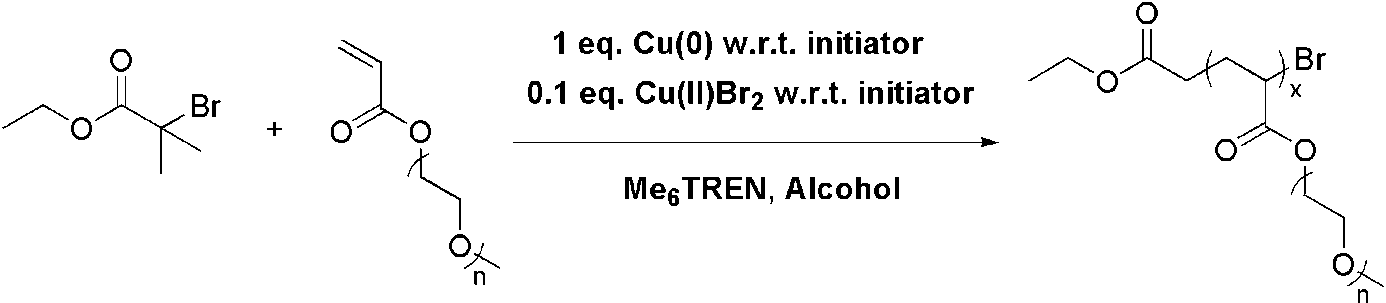 1 eq. Cu(0) w.r.t. initiator
0.1 eq. Cu(II)Br₂ w.r.t. initiator
Me₆TREN, Alcohol
O
O
Br
+
O
O
O
n
O
O
Br
x
O
O
O
n